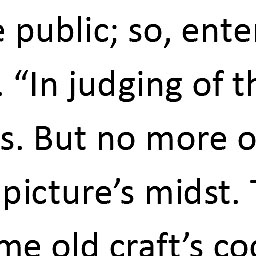 public; so,
. “In judging of
s. But no more
picture’s midst.
old craft’s